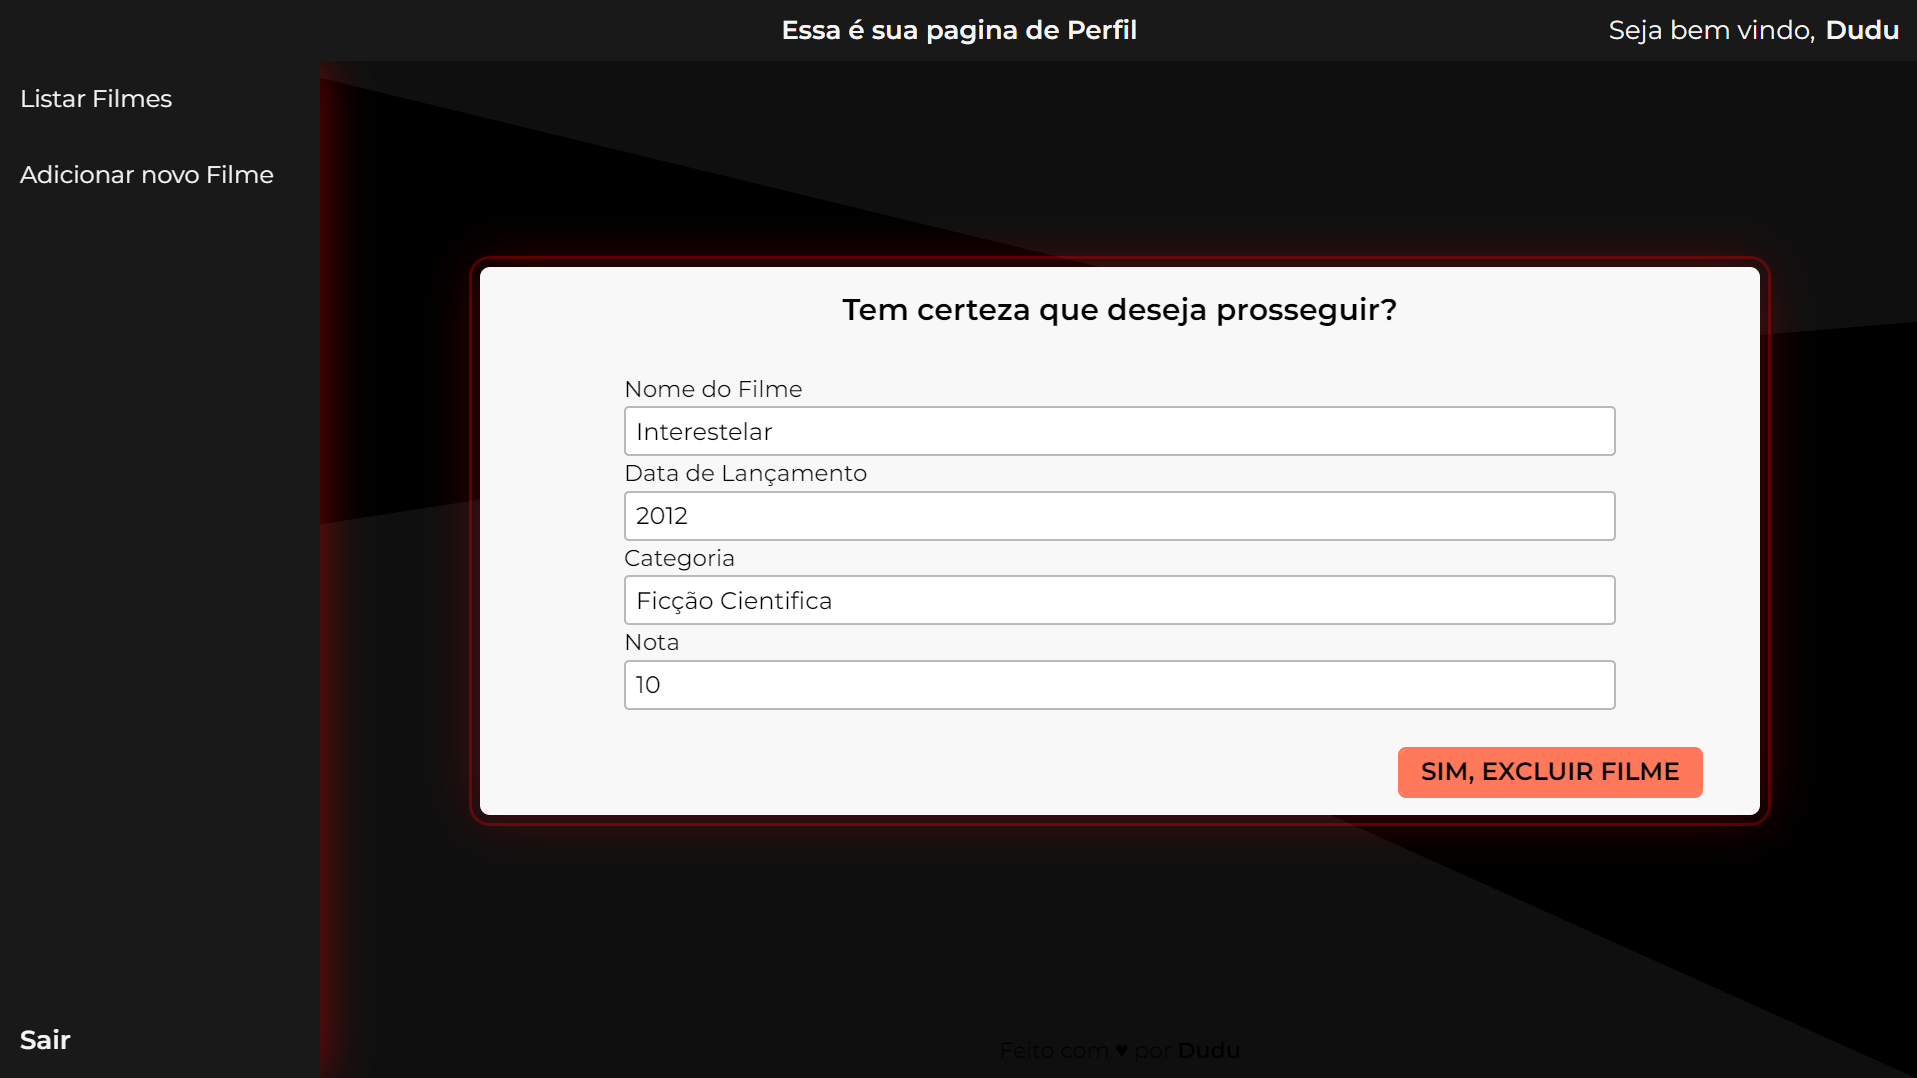 Essa é sua pagina de Perfil
Seja bem vindo, Dudu
Listar Filmes
Adicionar novo Filme
Tem certeza que deseja prosseguir?
Nome do Filme
Interestelar
Data de Lançamento
2012
Categoria
Ficção Cientifica
Nota
10
SIM, EXCLUIR FILME
Sair
Feito com ♥ por Dudu